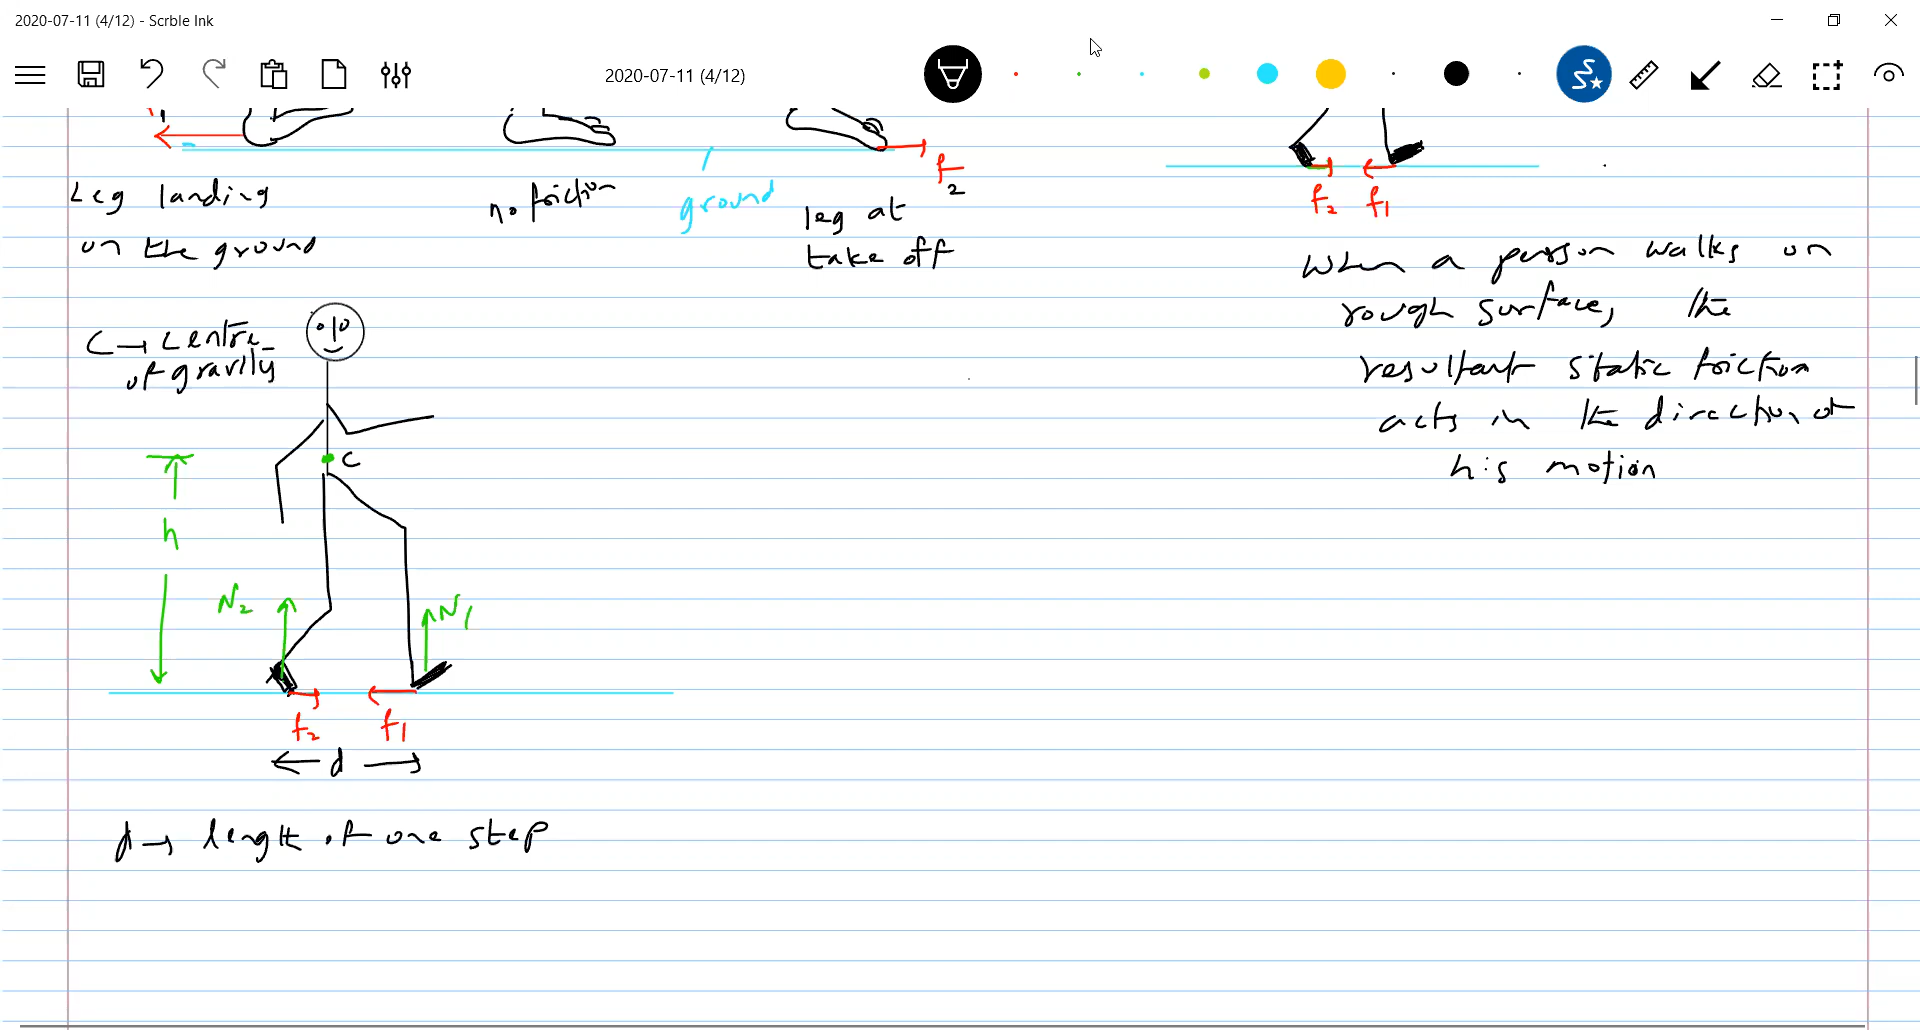 2020-07-11 (4/12) - Scrble Ink
2020-07-11 (4/12)
f1
Leg landing
on the ground
no friction
ground
f2
leg at
take off
f2 f1
When a person walks on
rough surface, the
resultant static friction
acts in the direction of
his motion
C → centre
of gravity
C
h
N2
N1
f2 f1
d
d → length of one step